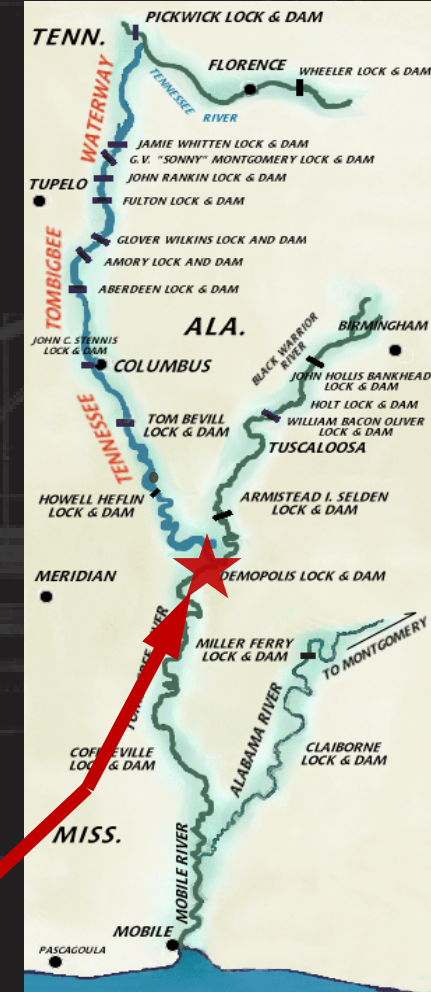 PICKWICK LOCK & DAM
TENN.
FLORENCE
WHEELER LOCK & DAM
TENNESSEE
RIVER
WATERWAY
JAMIE WHITTEN LOCK & DAM
G.V. "SONNY" MONTGOMERY LOCK & DAM
JOHN RANKIN LOCK & DAM
TUPELO
FULTON LOCK & DAM
GLOVER WILKINS LOCK AND DAM
AMORY LOCK AND DAM
TOMBIGBEE
ABERDEEN LOCK & DAM
ALA.
BLACK WARRIOR
RIVER
BIRMINGHAM
JOHN C. STENNIS
LOCK & DAM
COLUMBUS
JOHN HOLLIS BANKHEAD
LOCK & DAM
HOLT LOCK & DAM
WILLIAM BACON OLIVER
LOCK & DAM
TENNESSEE
TOM BEVILL
LOCK & DAM
TUSCALOOSA
HOWELL HEFLIN
LOCK & DAM
ARMISTEAD I. SELDEN
LOCK & DAM
MERIDIAN
DEMOPOLIS LOCK & DAM
RIVER
MILLER FERRY
LOCK & DAM
TO MONTGOMERY
ALABAMA RIVER
CLAIBORNE
LOCK & DAM
& DAM
MISS.
MOBILE RIVER
MOBILE
PASCAGOULA